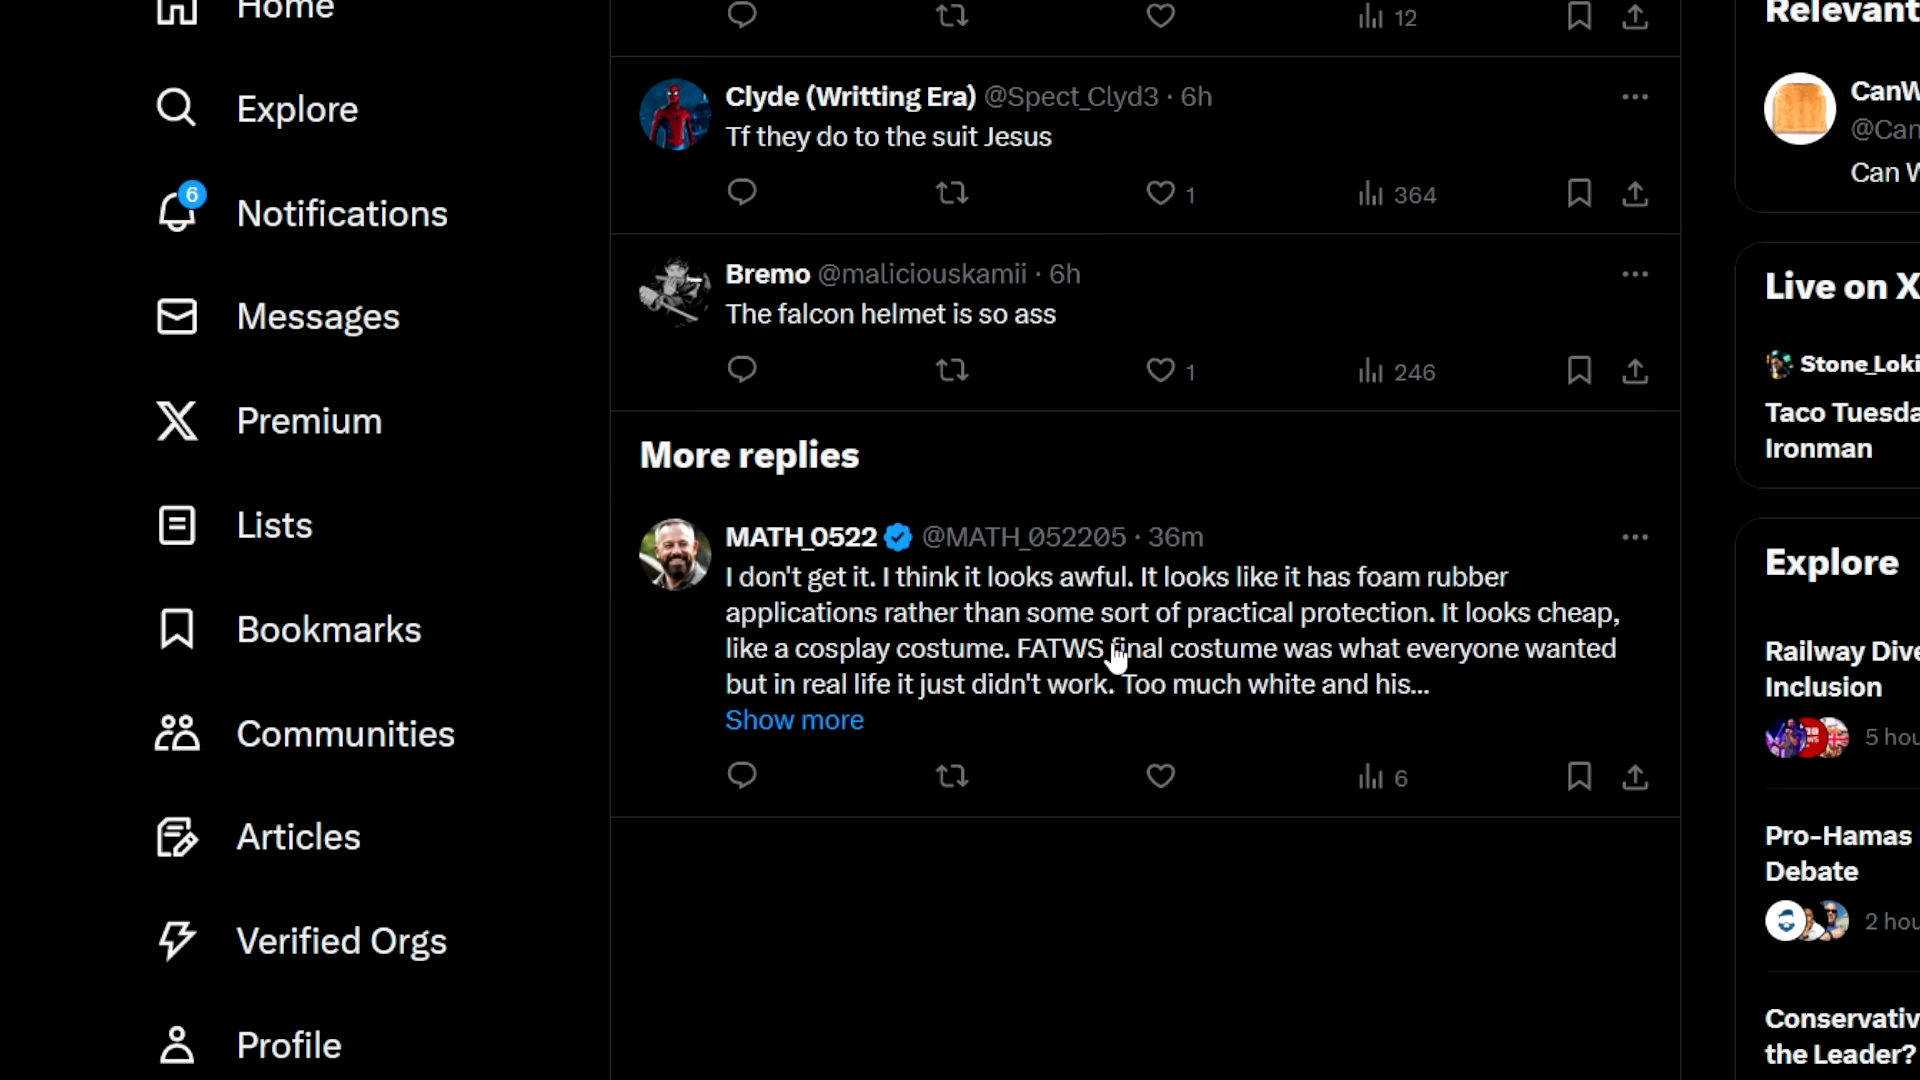 Home
Explore
6
Notifications
Messages
Premium
Lists
Bookmarks
Communities
Articles
Verified Orgs
Profile
12
Clyde (Writting Era) @Spect_Clyd3 · 6h
Tf they do to the suit Jesus
1 364
Bremo @maliciouskamii · 6h
The falcon helmet is so ass
1 246
More replies
MATH_0522 @MATH_052205 · 36m
I don't get it. I think it looks awful. It looks like it has foam rubber
applications rather than some sort of practical protection. It looks cheap,
like a cosplay costume. FATWS final costume was what everyone wanted
but in real life it just didn't work. Too much white and his...
Show more
6
Relevant
CanW
@Can
Can W
Live on X
Stone_Loki
Taco Tuesda
Ironman
Explore
Railway Dive
Inclusion
5 hou
Pro-Hamas
Debate
2 hou
Conservativ
the Leader?